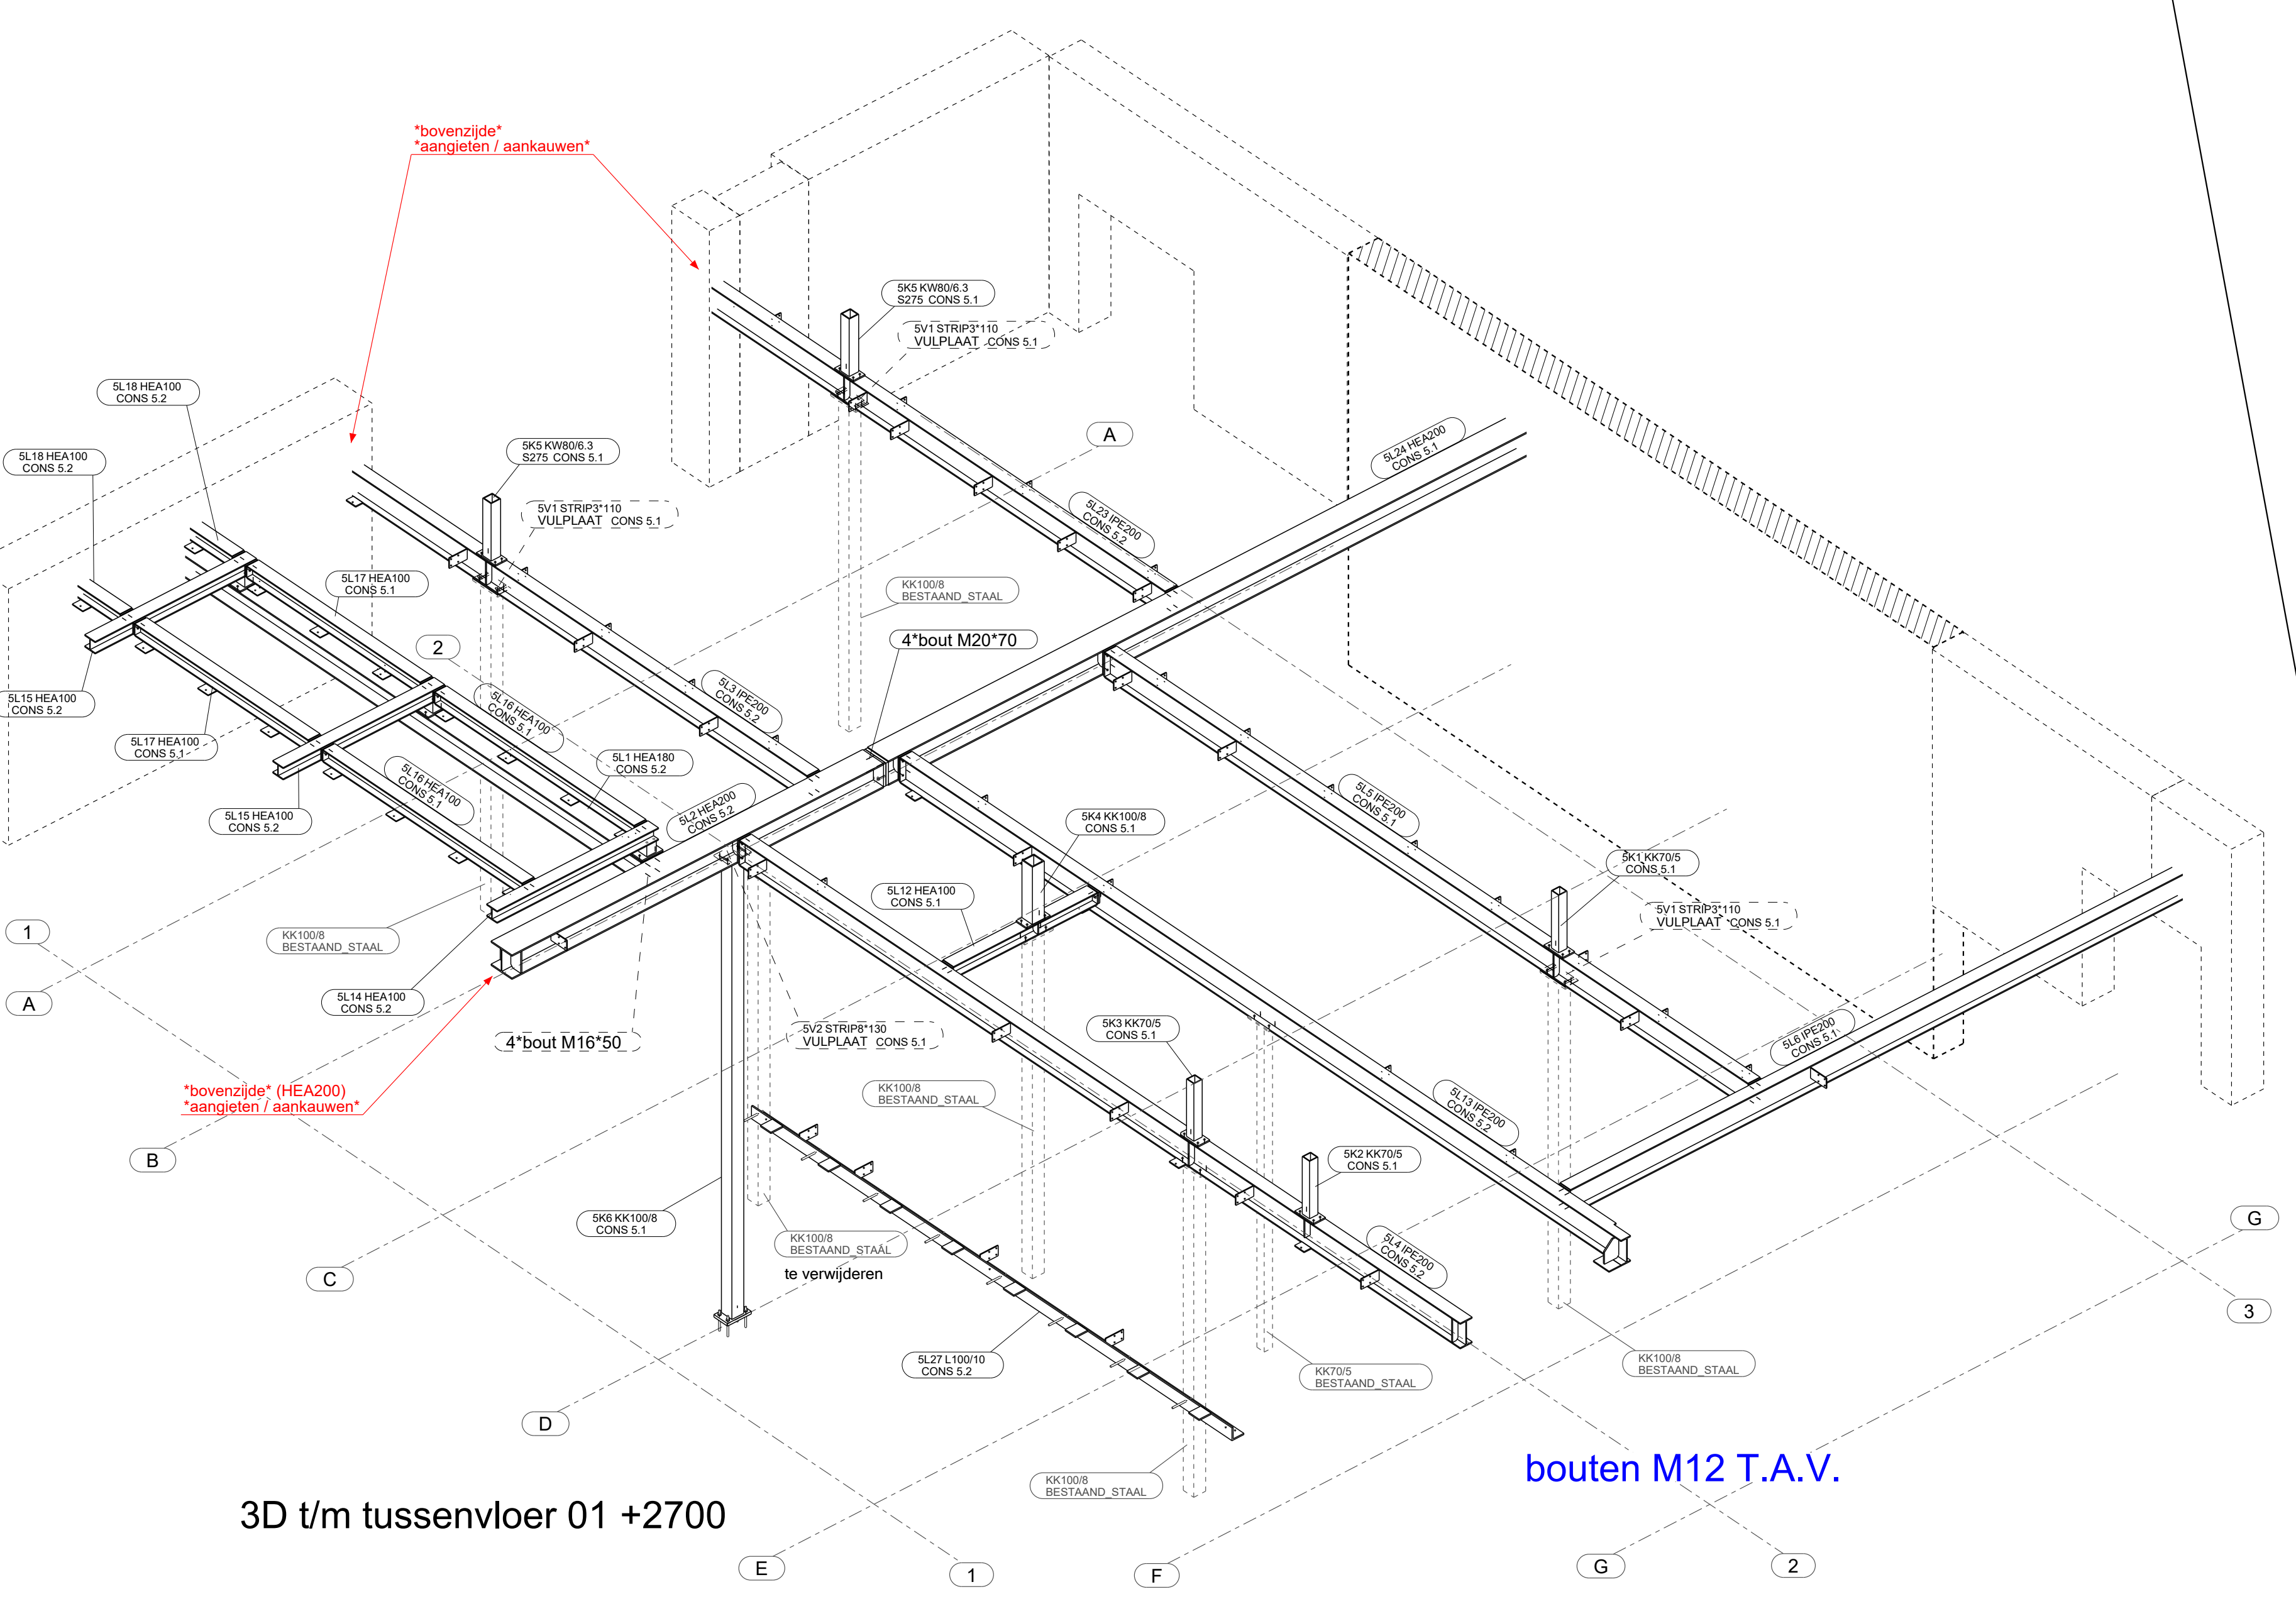 *bovenzijde*
*aangieten / aankauwen*
5K5 KW80/6.3
S275 CONS 5.1
5V1 STRIP3*110
VULPLAAT CONS 5.1
5L18 HEA100
CONS 5.2
5L18 HEA100
CONS 5.2
5K5 KW80/6.3
S275 CONS 5.1
5V1 STRIP3*110
VULPLAAT CONS 5.1
A
5L24 HEA200
CONS 5.1
5L23 IPE200
CONS 5.2
5L17 HEA100
CONS 5.1
KK100/8
BESTAAND_STAAL
4*bout M20*70
2
5L15 HEA100
CONS 5.2
5L17 HEA100
CONS 5.1
5L16 HEA100
CONS 5.1
5L3 IPE200
CONS 5.2
5L1 HEA180
CONS 5.2
5L16 HEA100
CONS 5.1
5L15 HEA100
CONS 5.2
5L2 HEA200
CONS 5.2
5K4 KK100/8
CONS 5.1
5L5 IPE200
CONS 5.1
5K1 KK70/5
CONS 5.1
5L12 HEA100
CONS 5.1
5V1 STRIP3*110
VULPLAAT CONS 5.1
1
KK100/8
BESTAAND_STAAL
A
5L14 HEA100
CONS 5.2
4*bout M16*50
5V2 STRIP8*130
VULPLAAT CONS 5.1
5K3 KK70/5
CONS 5.1
5L6 IPE200
CONS 5.1
*bovenzijde* (HEA200)
*aangieten / aankauwen*
KK100/8
BESTAAND_STAAL
5L13 IPE200
CONS 5.2
B
5K2 KK70/5
CONS 5.1
5K6 KK100/8
CONS 5.1
KK100/8
BESTAAND_STAAL
te verwijderen
5L4 IPE200
CONS 5.2
G
C
3
5L27 L100/10
CONS 5.2
KK70/5
BESTAAND_STAAL
KK100/8
BESTAAND_STAAL
D
KK100/8
BESTAAND_STAAL
bouten M12 T.A.V.
3D t/m tussenvloer 01 +2700
E
1
F
G
2